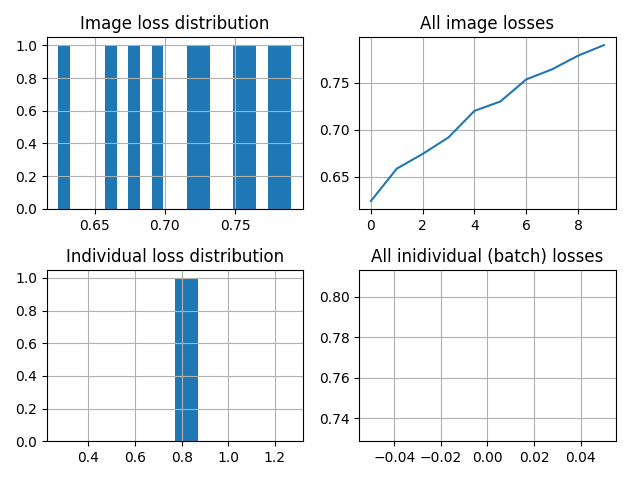 Image loss distribution
1.0
0.8
0.6
0.4
0.2
0.0
0.65 0.70 0.75
All image losses
0.75
0.70
0.65
0 2 4 6 8
Individual loss distribution
1.0
0.8
0.6
0.4
0.2
0.0
0.4 0.6 0.8 1.0 1.2
All inidividual (batch) losses
0.80
0.78
0.76
0.74
−0.04 −0.02 0.00 0.02 0.04